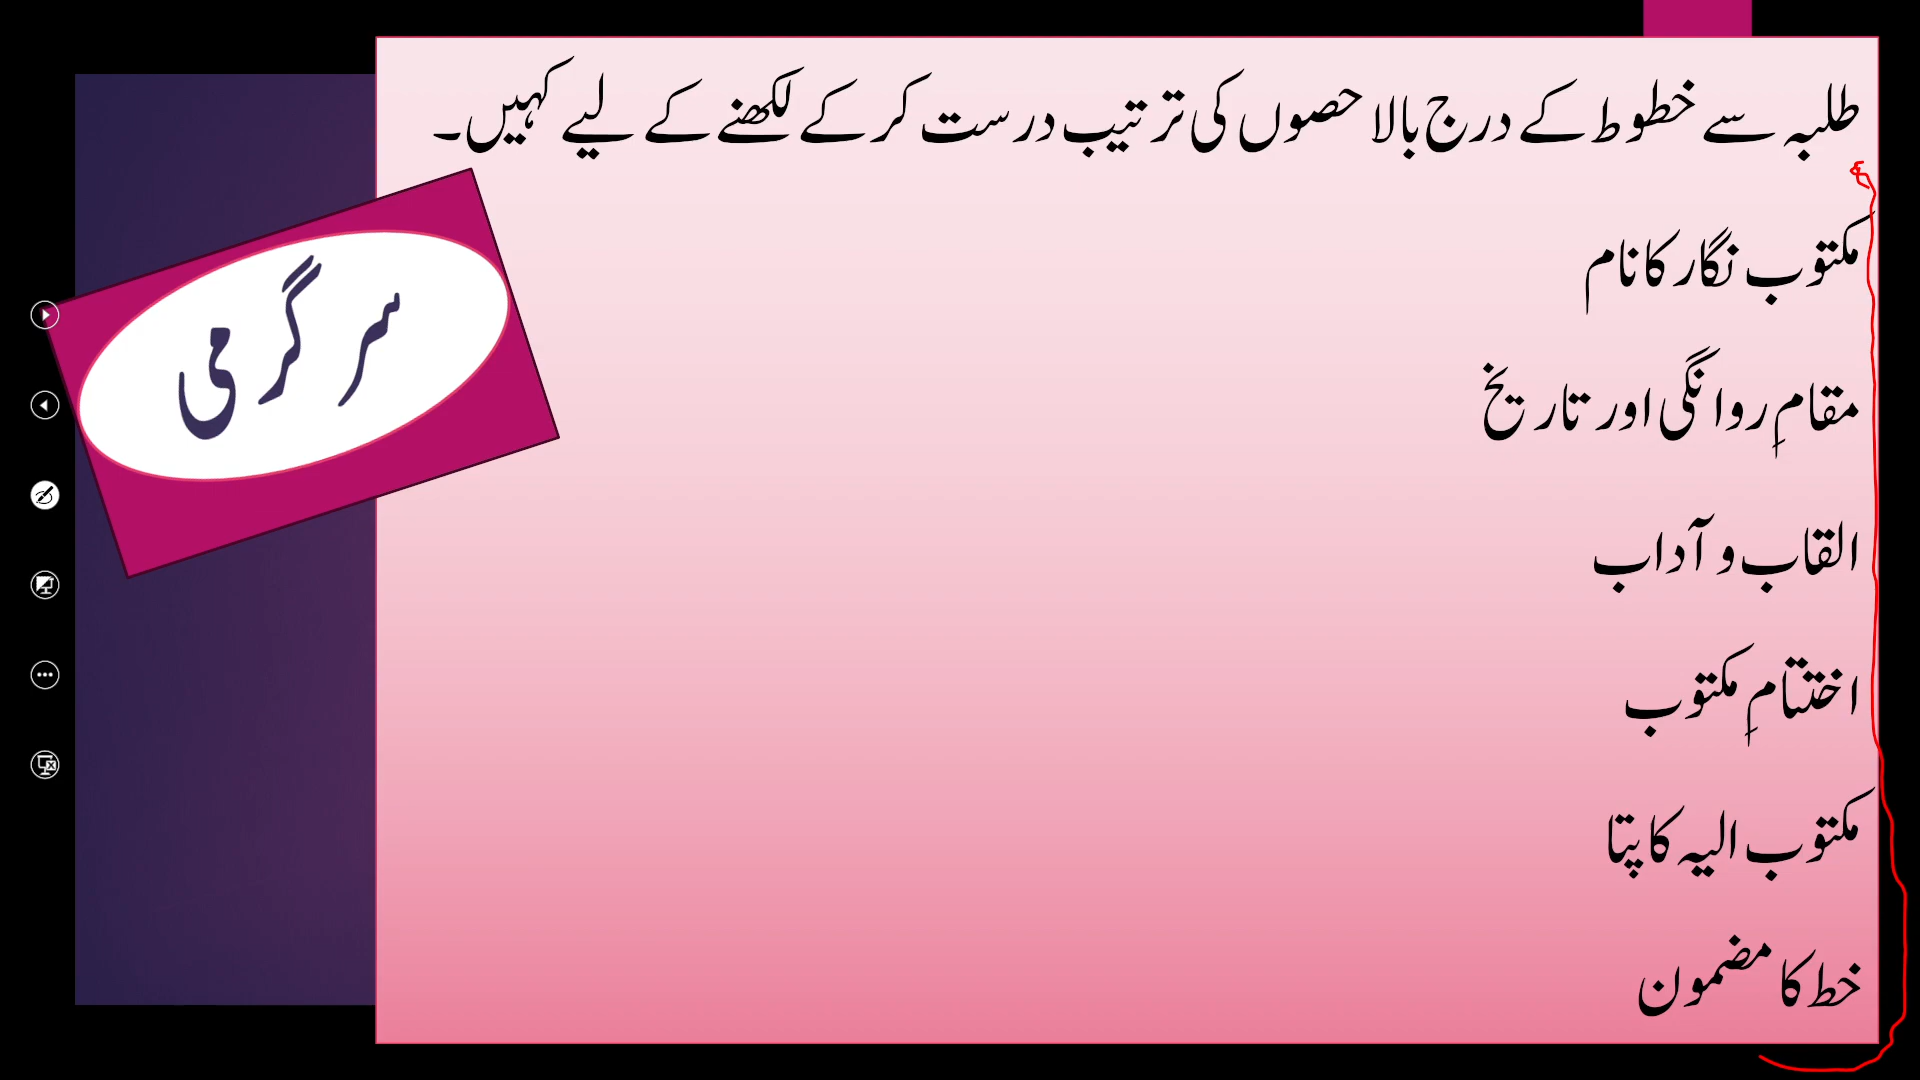 طلبہ سے خطوط کے درج بالا حصوں کی ترتیب درست کر کے لکھنے کے لیے کہیں۔
سرگرمی
مکتوب نگار کا نام
مقامِ روانگی اور تاریخ
القاب و آداب
اختتامِ مکتوب
مکتوب الیہ کا پتا
خط کا مضمون